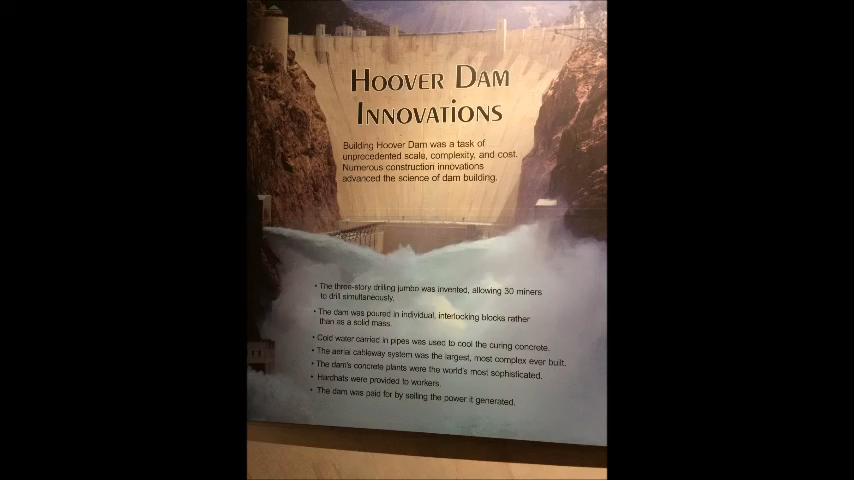 HOOVER DAM
INNOVATIONS
Building Hoover Dam was a task of
unprecedented scale, complexity, and cost.
Numerous construction innovations
advanced the science of dam building.
• The three-story drilling jumbo was invented, allowing 30 miners
to drill simultaneously.
• The dam was poured in individual, interlocking blocks rather
than as a solid mass.
• Cold water carried in pipes was used to cool the curing concrete.
• The aerial cableway system was the largest, most complex ever built.
• The dam's concrete plants were the world's most sophisticated.
• Hardhats were provided to workers.
• The dam was paid for by selling the power it generated.